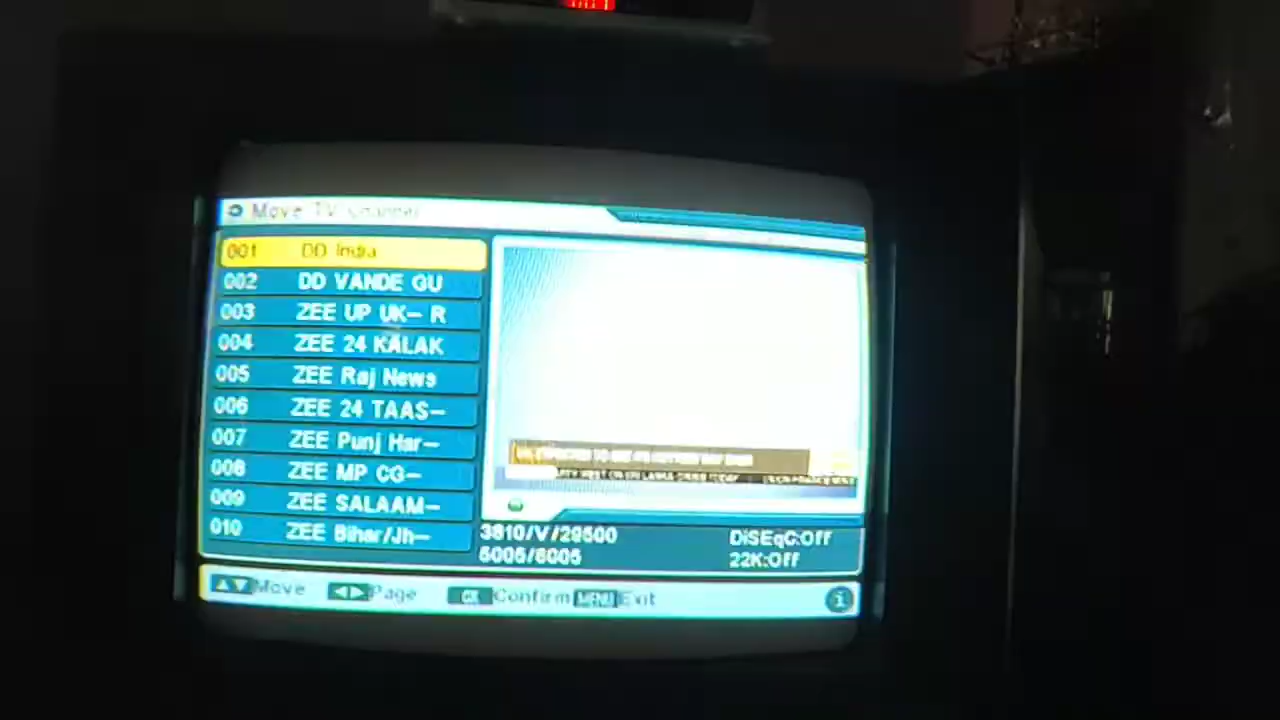 Move TV Channel
001 DD India
002 DD VANDE GU
003 ZEE UP UK- R
004 ZEE 24 KALAK
005 ZEE Raj News
006 ZEE 24 TAAS-
007 ZEE Punj Har-
008 ZEE MP CG-
009 ZEE SALAAM-
010 ZEE Bihar/Jh-
3810/V/29500
5005/6005
DiSEqC:Off
22K:Off
Move Page OK Confirm MENU Exit